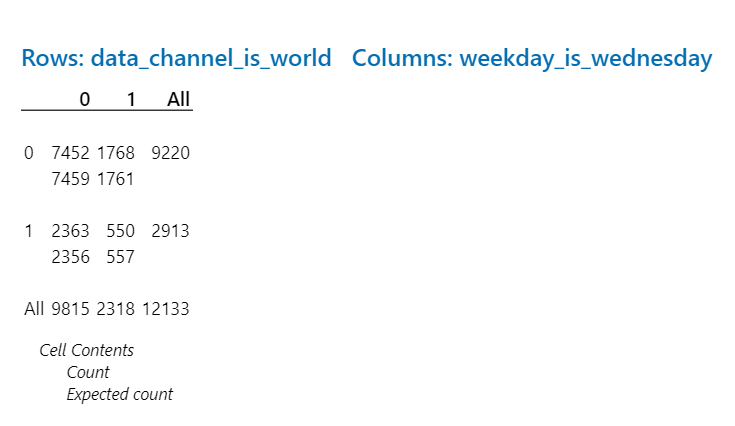 Rows: data_channel_is_world Columns: weekday_is_wednesday
0 1 All
0 7452 1768 9220
7459 1761
1 2363 550 2913
2356 557
All 9815 2318 12133
Cell Contents
Count
Expected count